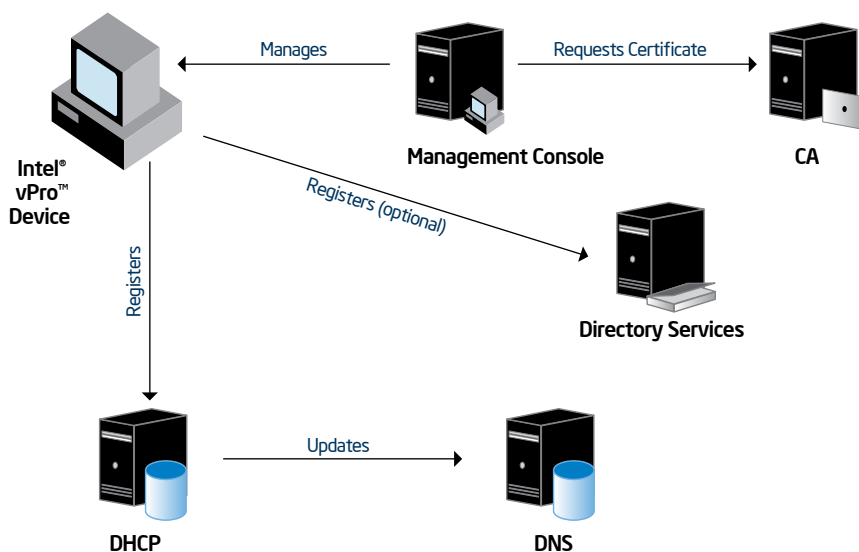 Manages
Requests Certificate
Intel®
vPro™
Device
Management Console
CA
Registers (optional)
Registers
Directory Services
Updates
DHCP
DNS